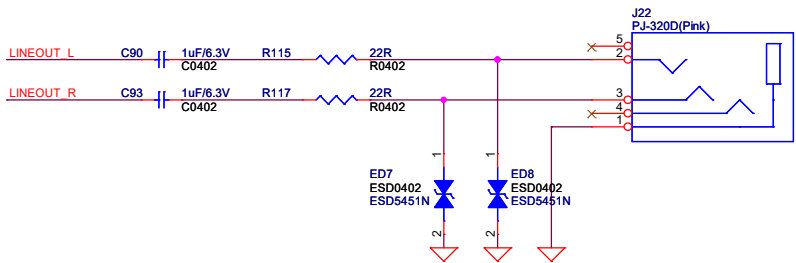 J22
PJ-320D(Pink)
5
LINEOUT_L C90 1uF/6.3V R115 22R 2
C0402 R0402
LINEOUT_R C93 1uF/6.3V R117 22R 3
C0402 R0402 4
1
1 1
ED7 ED8
ESD0402 ESD0402
ESD5451N ESD5451N
2 2